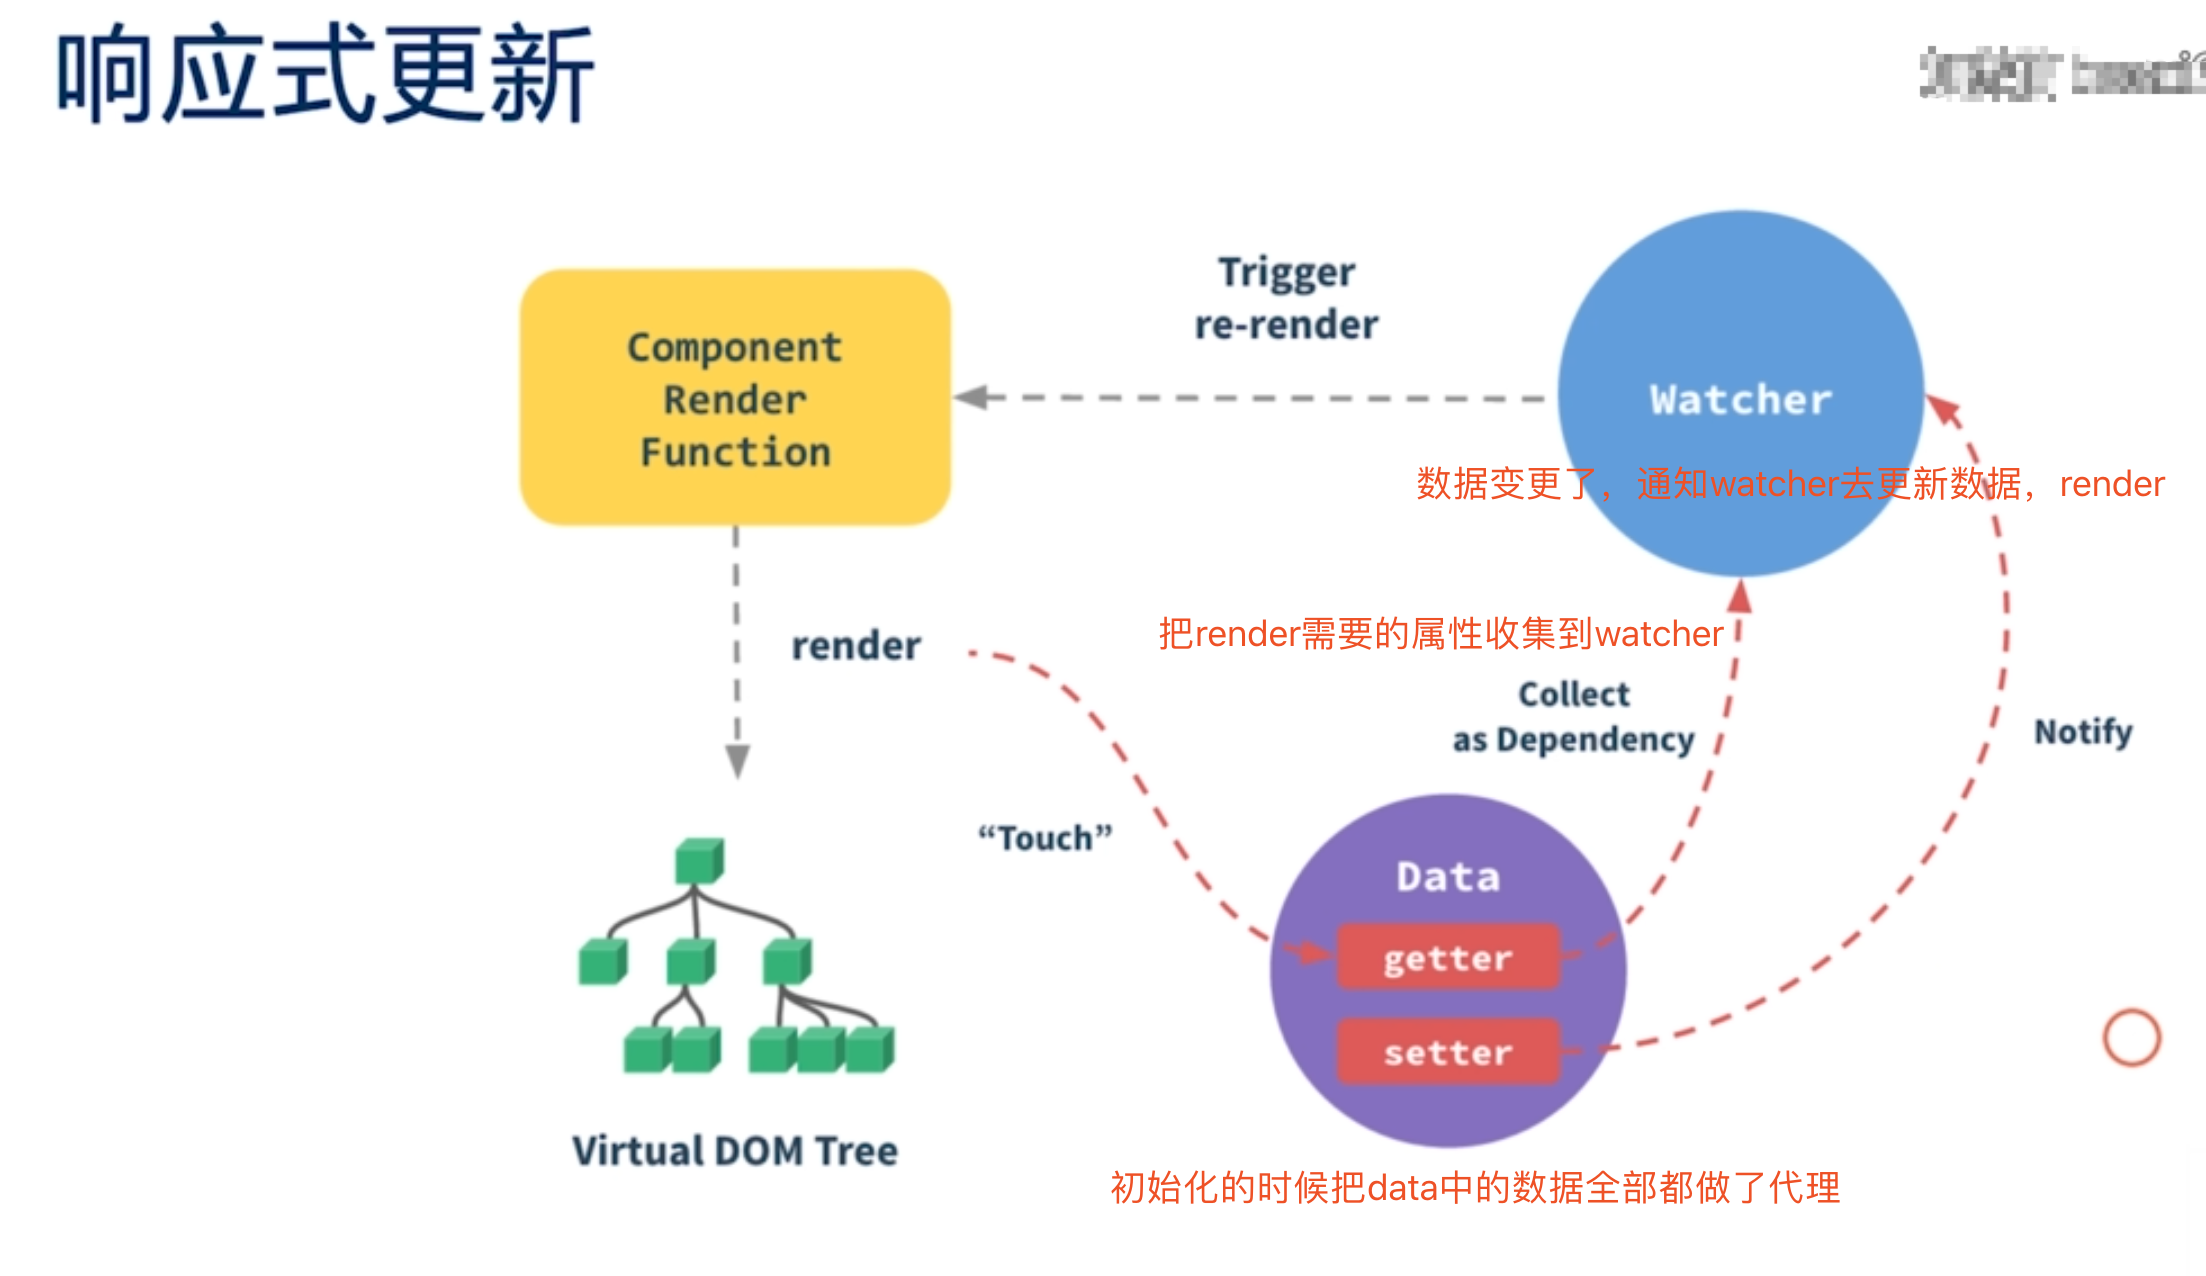 响应式更新
Trigger
re-render
Component
Render
Function
Watcher
数据变更了，通知watcher去更新数据，render
render
把render需要的属性收集到watcher
Collect
as Dependency
Notify
“Touch”
Data
getter
setter
Virtual DOM Tree
初始化的时候把data中的数据全部都做了代理